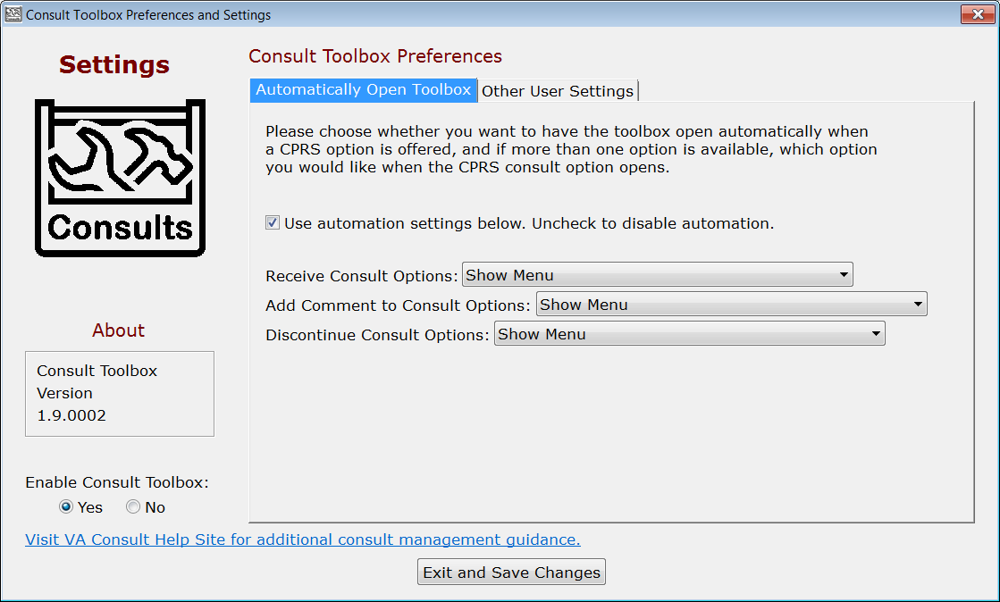 Consult Toolbox Preferences and Settings
Settings
Consults
About
Consult Toolbox
Version
1.9.0002
Enable Consult Toolbox:
Yes No
Consult Toolbox Preferences
Automatically Open Toolbox Other User Settings
Please choose whether you want to have the toolbox open automatically when
a CPRS option is offered, and if more than one option is available, which option
you would like when the CPRS consult option opens.
Use automation settings below. Uncheck to disable automation.
Receive Consult Options: Show Menu
Add Comment to Consult Options: Show Menu
Discontinue Consult Options: Show Menu
Visit VA Consult Help Site for additional consult management guidance.
Exit and Save Changes